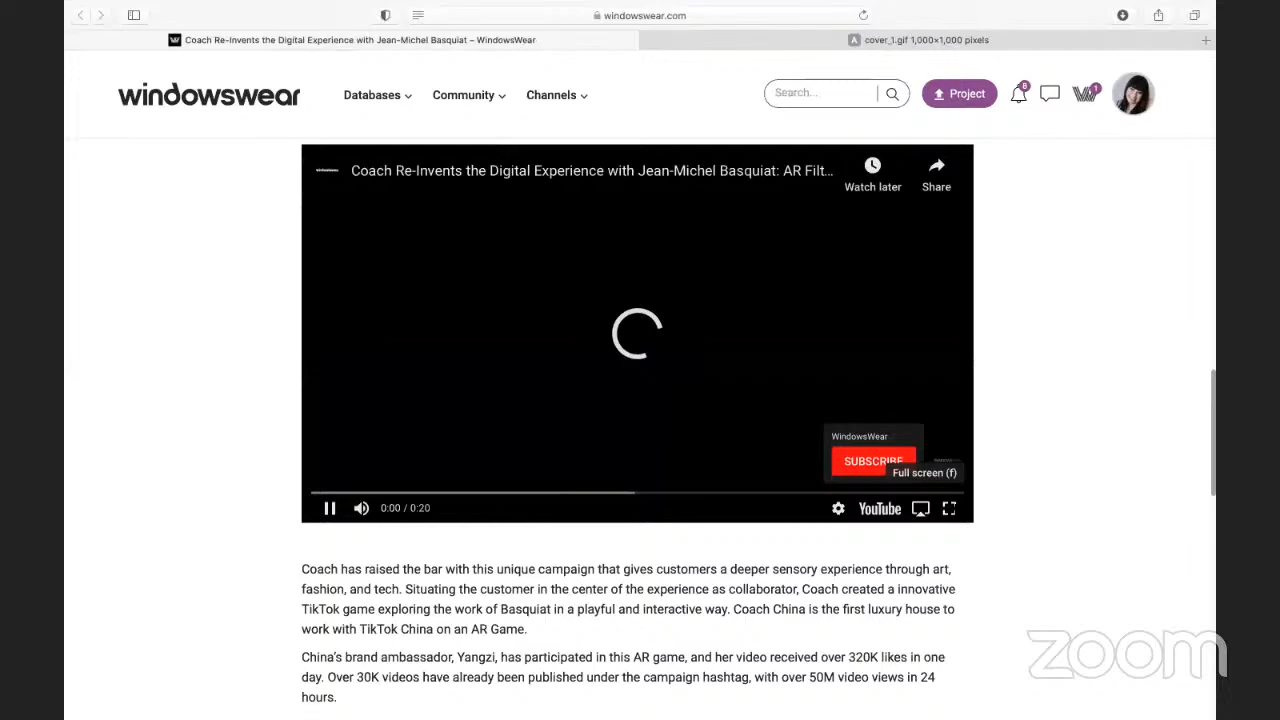 windowswear.com
Coach Re-Invents the Digital Experience with Jean-Michel Basquiat – WindowsWear
cover_1.gif 1,000×1,000 pixels
windowswear
Databases
Community
Channels
Search...
Project
8
1
Coach Re-Invents the Digital Experience with Jean-Michel Basquiat: AR Filt...
Watch later
Share
WindowsWear
SUBSCRIBE
Full screen (f)
0:00 / 0:20
YouTube
Coach has raised the bar with this unique campaign that gives customers a deeper sensory experience through art,
fashion, and tech. Situating the customer in the center of the experience as collaborator, Coach created a innovative
TikTok game exploring the work of Basquiat in a playful and interactive way. Coach China is the first luxury house to
work with TikTok China on an AR Game.
China's brand ambassador, Yangzi, has participated in this AR game, and her video received over 320K likes in one
day. Over 30K videos have already been published under the campaign hashtag, with over 50M video views in 24
hours.
zoom